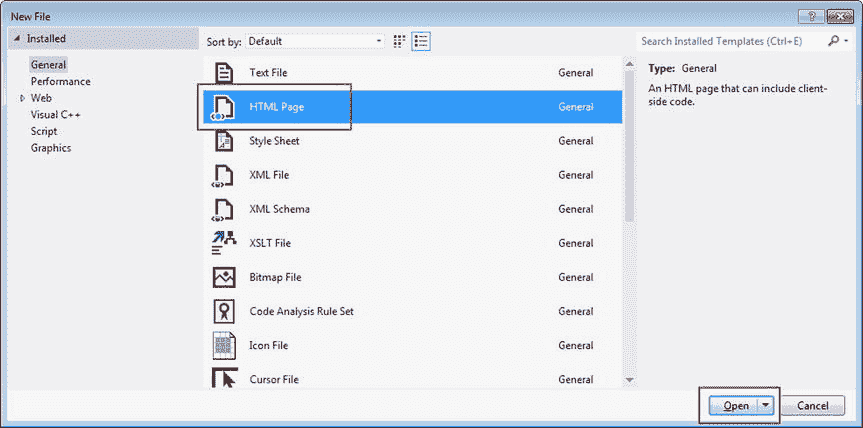 New File
Installed
Sort by: Default
Search Installed Templates (Ctrl+E)
General
Performance
Web
Visual C++
Script
Graphics
Text File General
HTML Page General
Style Sheet General
XML File General
XML Schema General
XSLT File General
Bitmap File General
Code Analysis Rule Set General
Icon File General
Cursor File General
Type: General
An HTML page that can include client-
side code.
Open Cancel